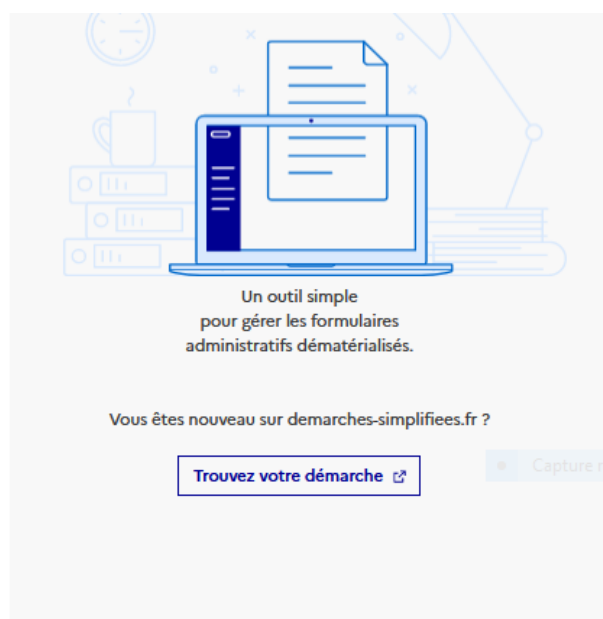 Un outil simple
pour gérer les formulaires
administratifs dématérialisés.
Vous êtes nouveau sur demarches-simplifiees.fr ?
Trouvez votre démarche
Capture